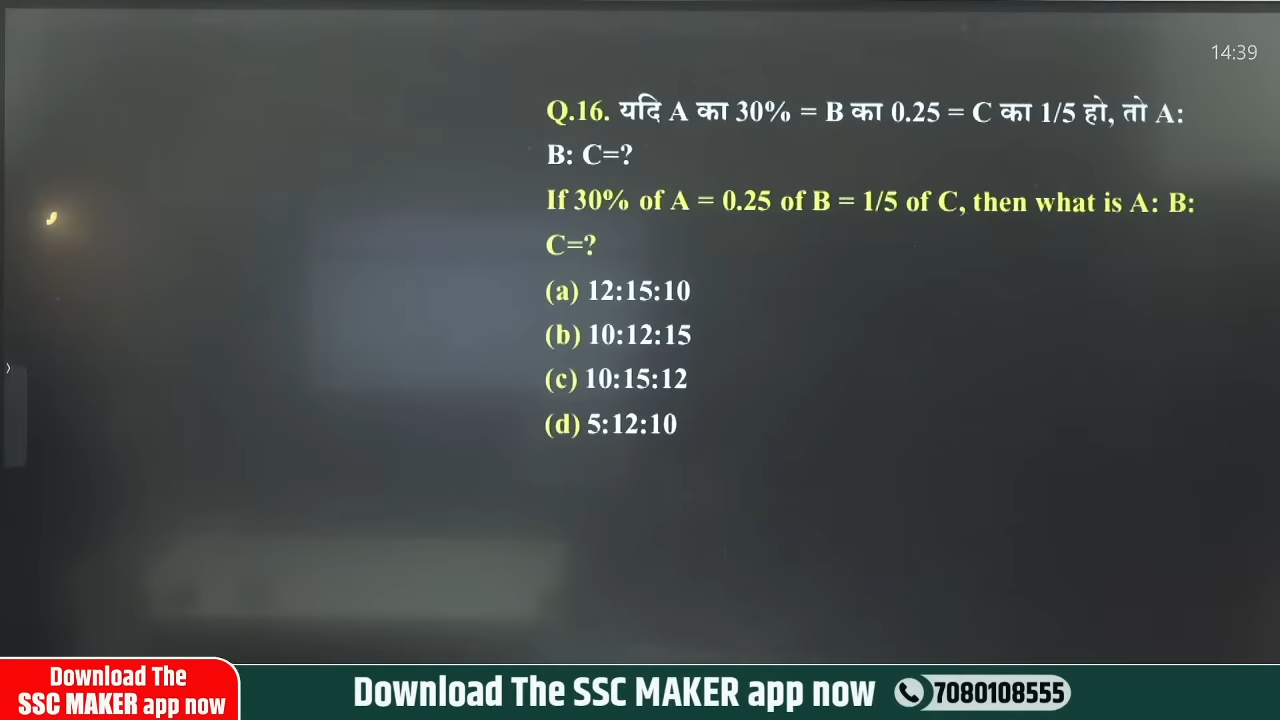 14:39
Q.16. यदि A का 30% = B का 0.25 = C का 1/5 हो, तो A:
B: C=?
If 30% of A = 0.25 of B = 1/5 of C, then what is A: B:
C=?
(a) 12:15:10
(b) 10:12:15
(c) 10:15:12
(d) 5:12:10
Download The
SSC MAKER app now
Download The SSC MAKER app now
7080108555